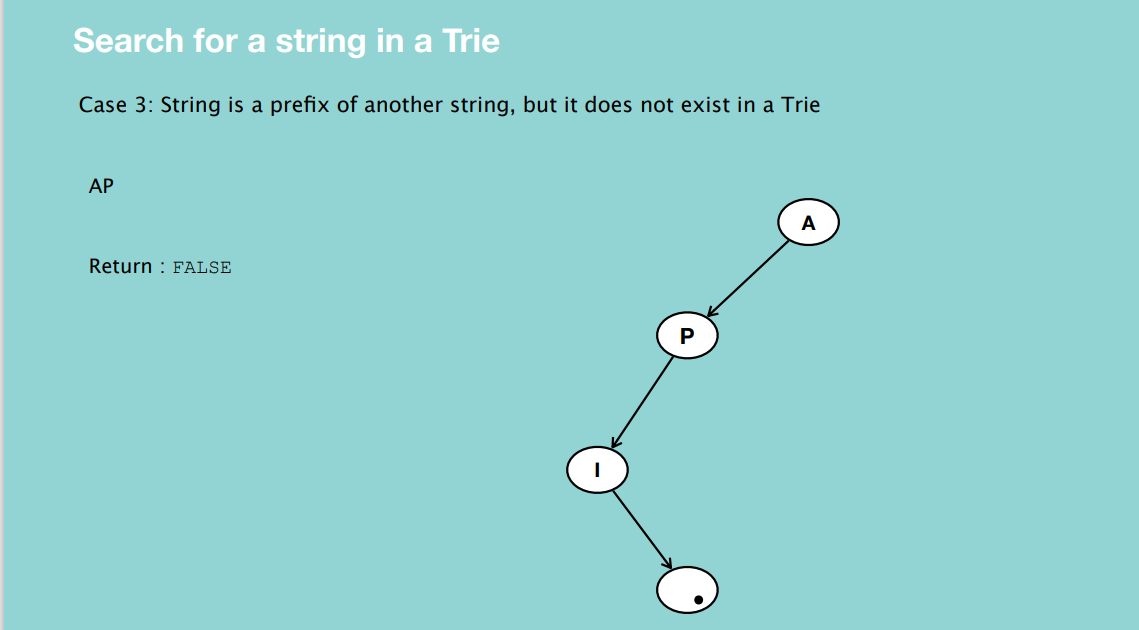 Search for a string in a Trie
Case 3: String is a prefix of another string, but it does not exist in a Trie
AP
A
Return : FALSE
P
I
.